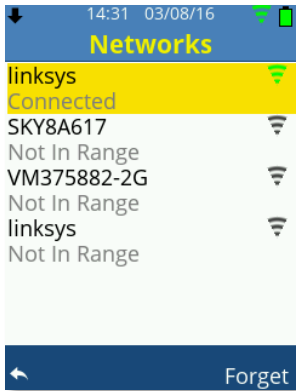 14:31 03/08/16
Networks
linksys
Connected
SKY8A617
Not In Range
VM375882-2G
Not In Range
linksys
Not In Range
Forget